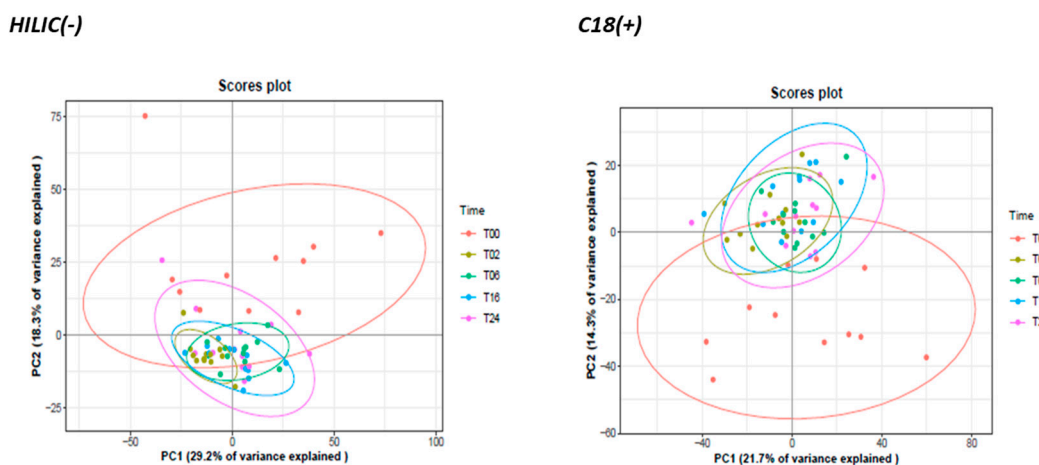 HILIC(-)
C18(+)
Scores plot
75
50
25
0
−25
−50
0
50
100
PC1 (29.2% of variance explained )
PC2 (18.3% of variance explained )
Time
T00
T02
T06
T16
T24
Scores plot
20
0
−20
−40
−60
−40
0
40
80
PC1 (21.7% of variance explained )
PC2 (14.3% of variance explained )
Time